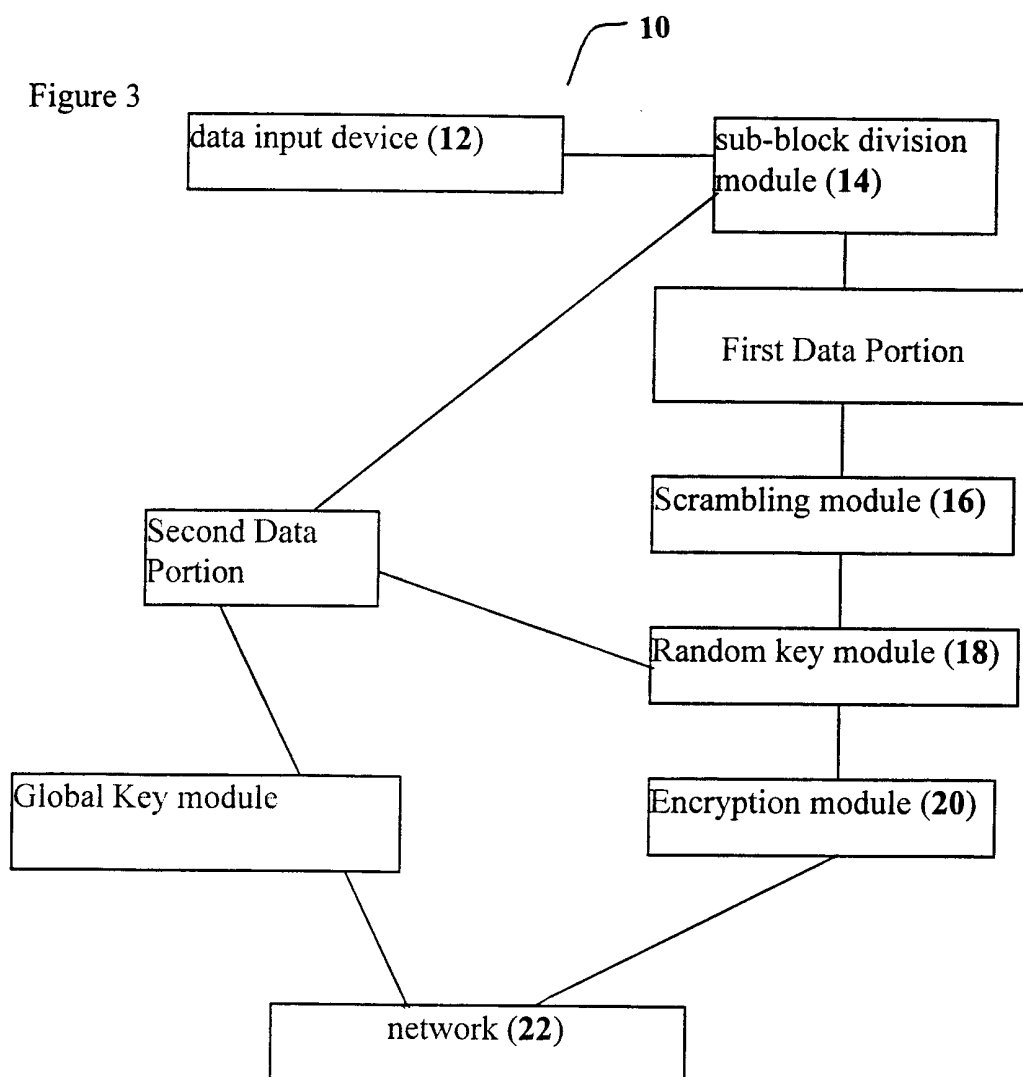 10
Figure 3
data input device (12)
sub-block division
module (14)
First Data Portion
Scrambling module (16)
Second Data
Portion
Random key module (18)
Global Key module
Encryption module (20)
network (22)